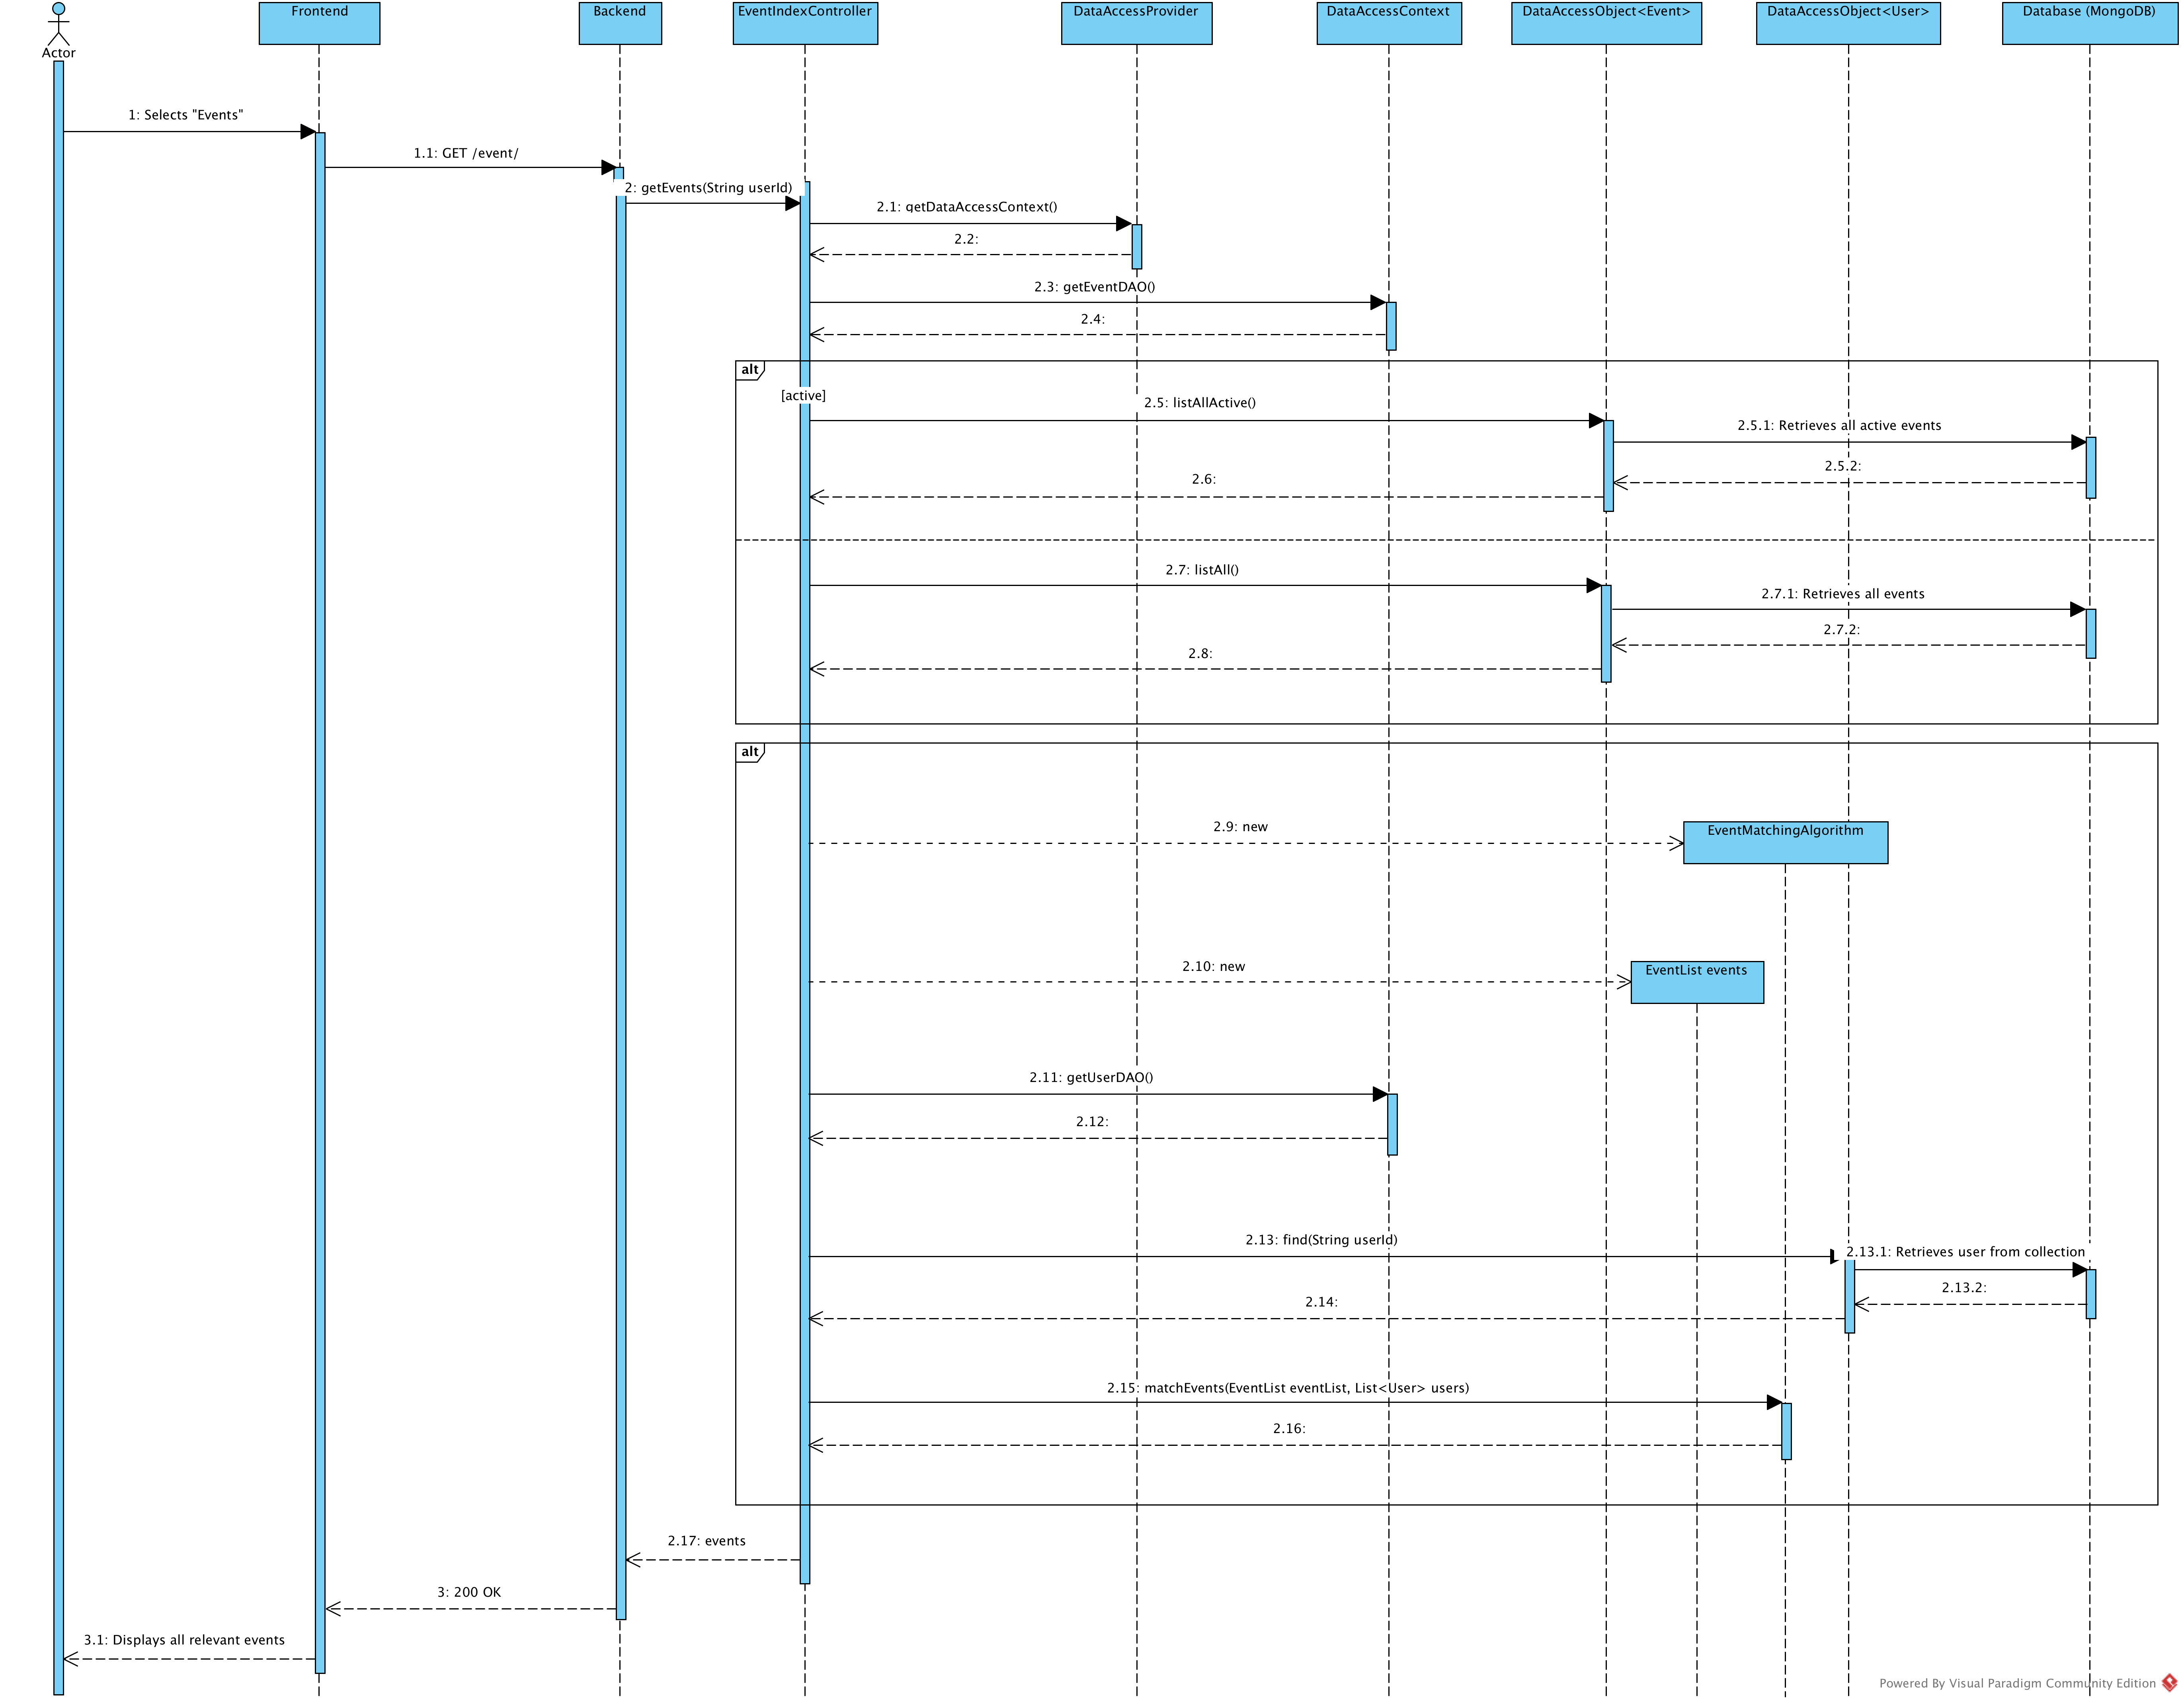 Actor
Frontend
Backend
EventIndexController
DataAccessProvider
DataAccessContext
DataAccessObject<Event>
DataAccessObject<User>
Database (MongoDB)
1: Selects "Events"
1.1: GET /event/
2: getEvents(String userId)
2.1: getDataAccessContext()
2.2:
2.3: getEventDAO()
2.4:
alt
[active]
2.5: listAllActive()
2.5.1: Retrieves all active events
2.5.2:
2.6:
2.7: listAll()
2.7.1: Retrieves all events
2.7.2:
2.8:
alt
2.9: new
EventMatchingAlgorithm
2.10: new
EventList events
2.11: getUserDAO()
2.12:
2.13: find(String userId)
2.13.1: Retrieves user from collection
2.13.2:
2.14:
2.15: matchEvents(EventList eventList, List<User> users)
2.16:
2.17: events
3: 200 OK
3.1: Displays all relevant events
Powered By Visual Paradigm Community Edition